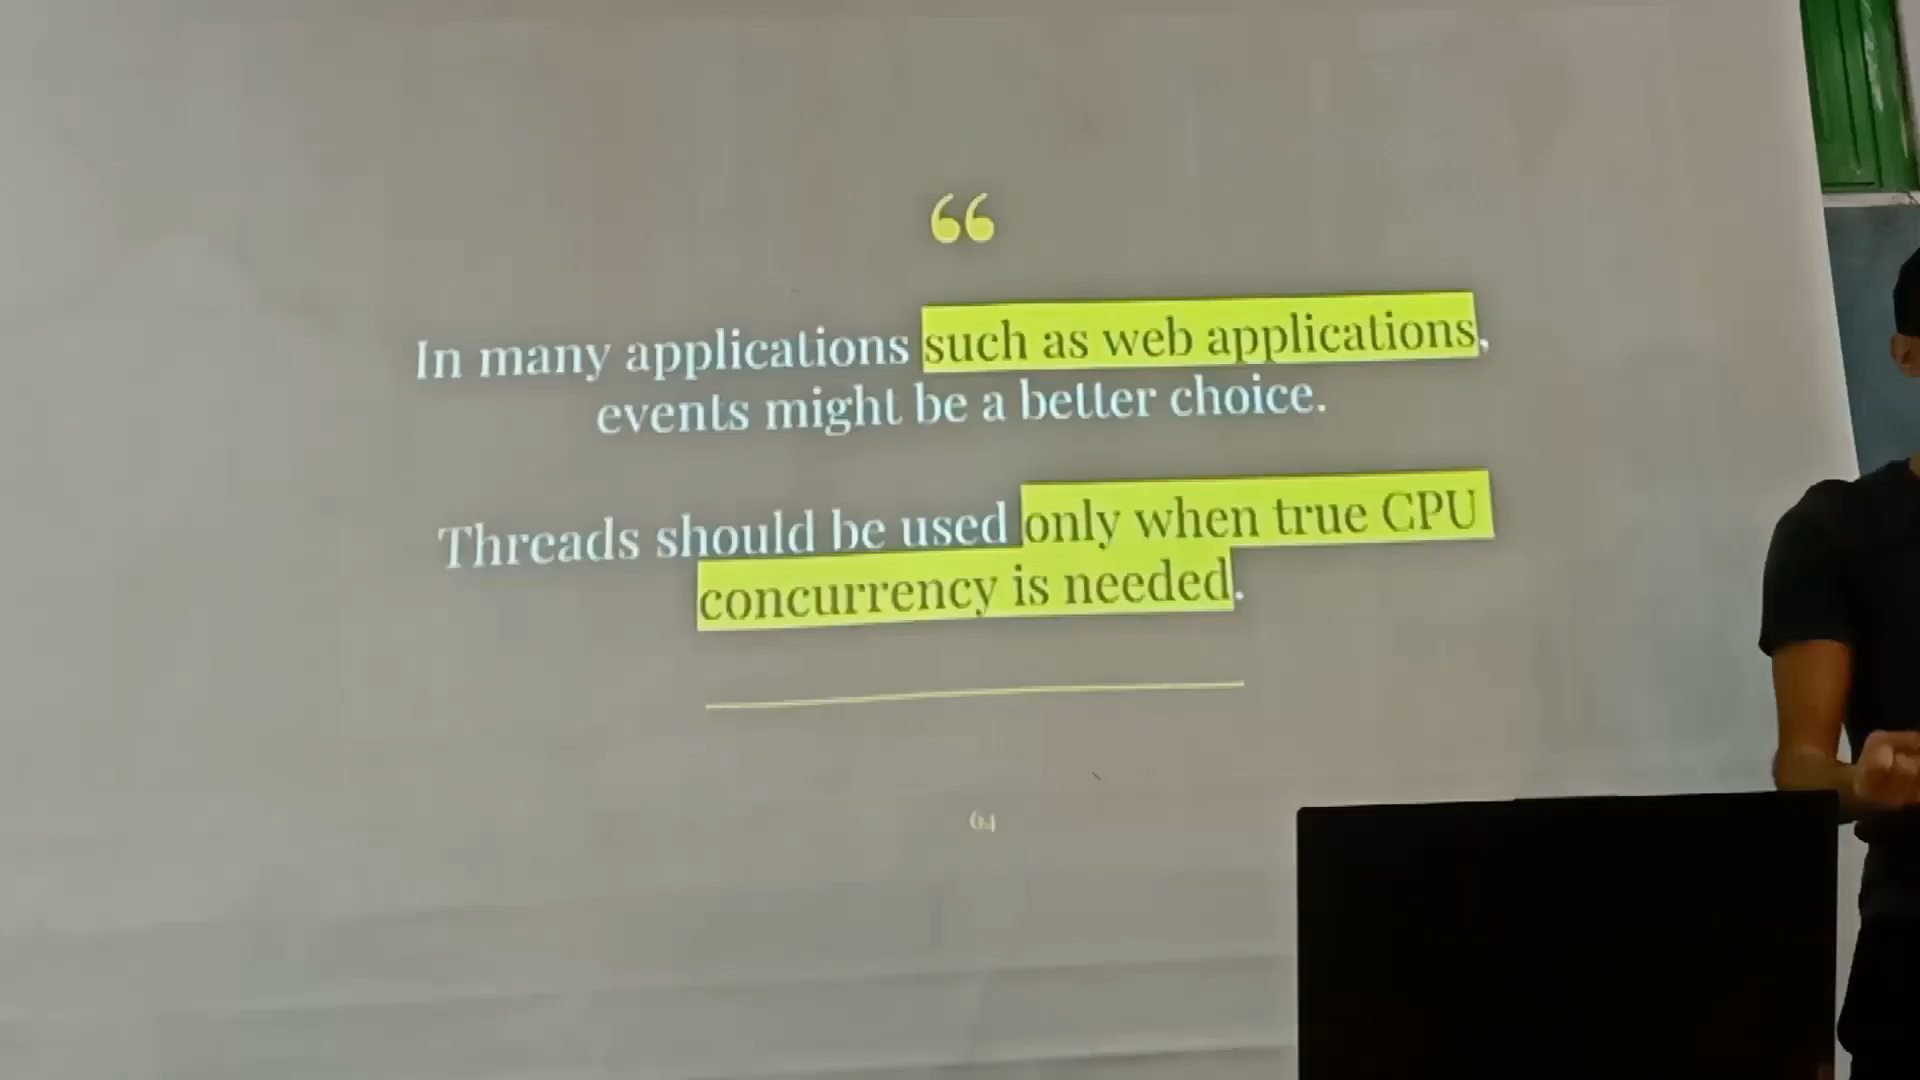 “
In many applications such as web applications,
events might be a better choice.
Threads should be used only when true CPU
concurrency is needed.
64